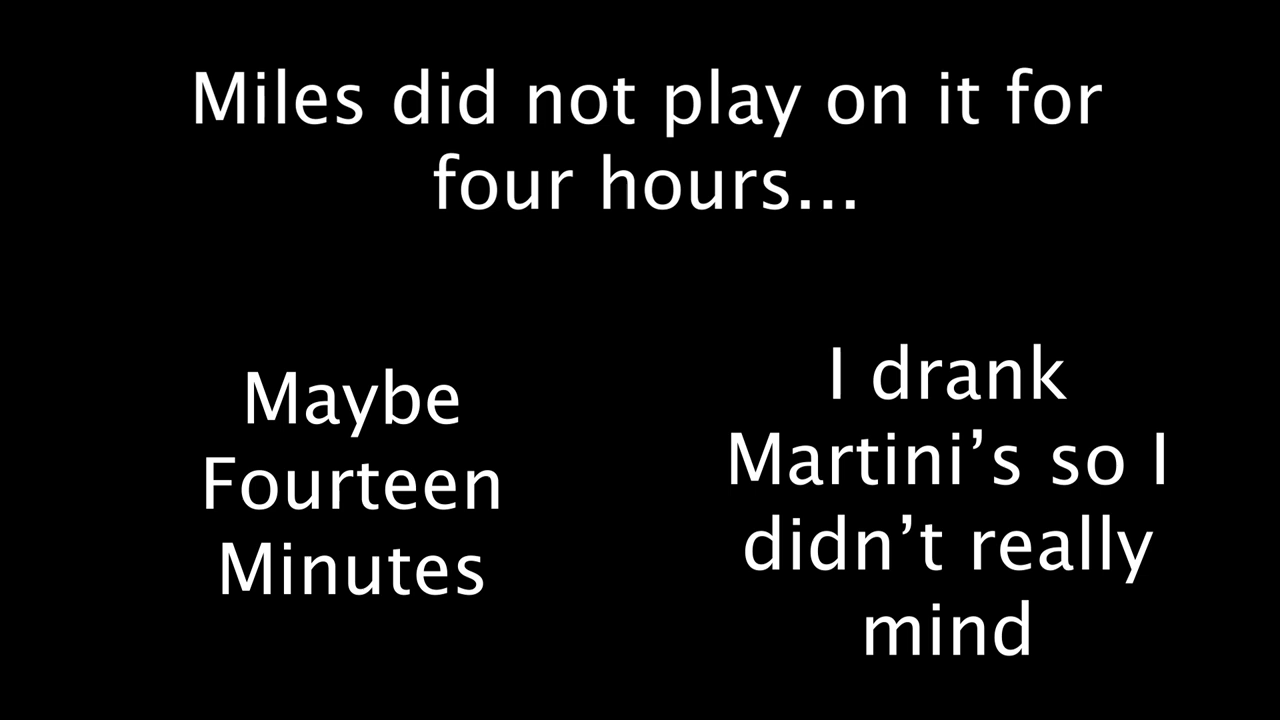 Miles did not play on it for
four hours...
Maybe
Fourteen
Minutes
I drank
Martini’s so I
didn’t really
mind